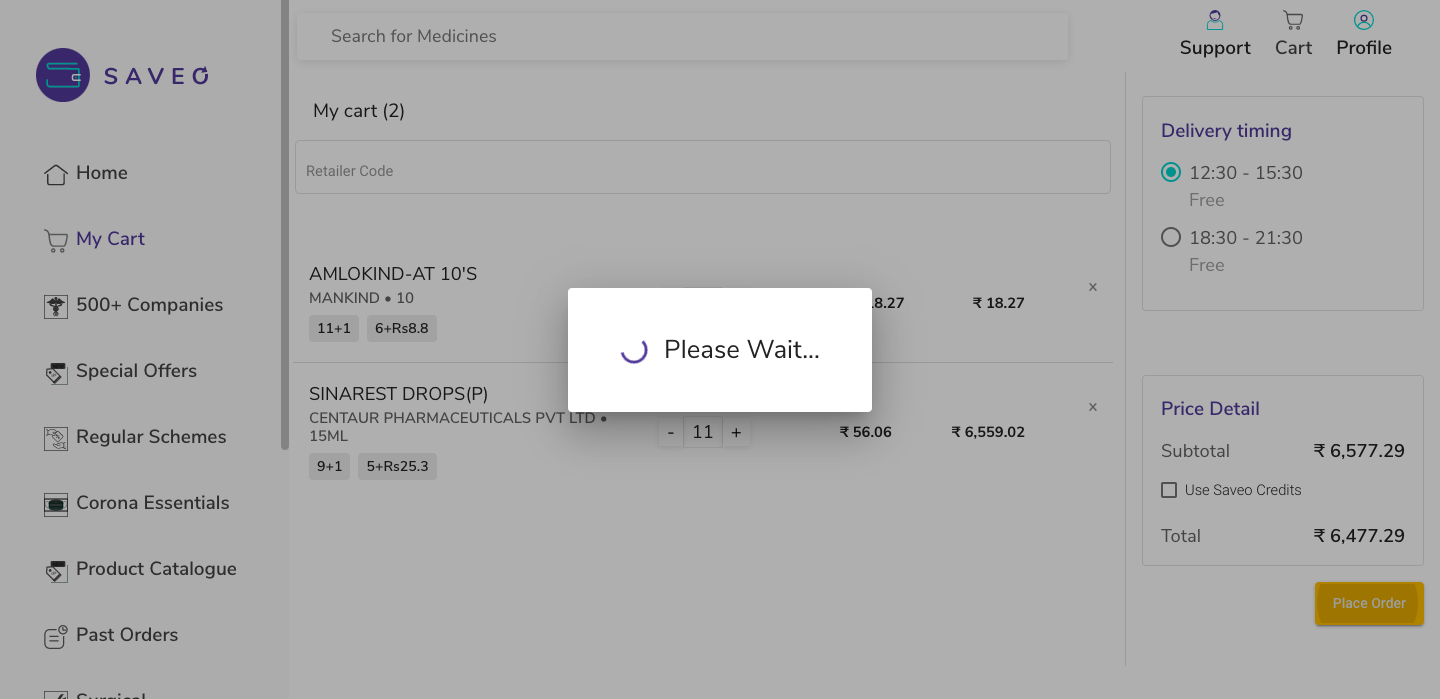 SAVEO
Home
My Cart
500+ Companies
Special Offers
Regular Schemes
Corona Essentials
Product Catalogue
Past Orders
Search for Medicines
Support
Cart
Profile
My cart (2)
Retailer Code
AMLOKIND-AT 10'S
MANKIND • 10
11+1
6+Rs8.8
8.27
₹ 18.27
x
SINAREST DROPS(P)
CENTAUR PHARMACEUTICALS PVT LTD •
15ML
9+1
5+Rs25.3
- 11 +
₹ 56.06
₹ 6,559.02
x
Please Wait...
Delivery timing
12:30 - 15:30
Free
18:30 - 21:30
Free
Price Detail
Subtotal ₹ 6,577.29
Use Saveo Credits
Total ₹ 6,477.29
Place Order